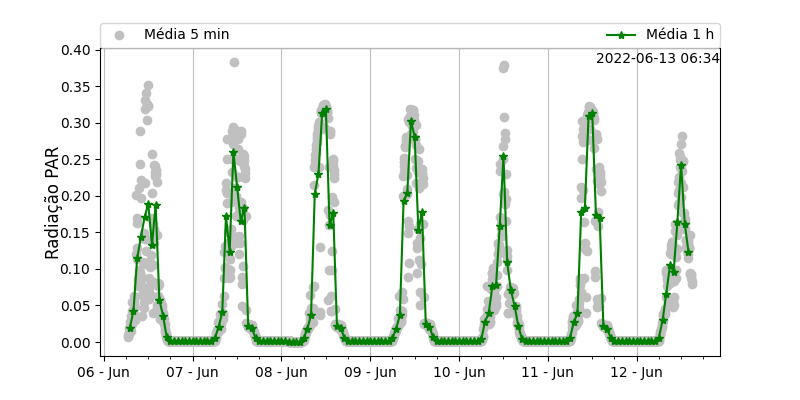 Média 5 min
Média 1 h
2022-06-13 06:34
Radiação PAR
0.40
0.35
0.30
0.25
0.20
0.15
0.10
0.05
0.00
06 - Jun
07 - Jun
08 - Jun
09 - Jun
10 - Jun
11 - Jun
12 - Jun